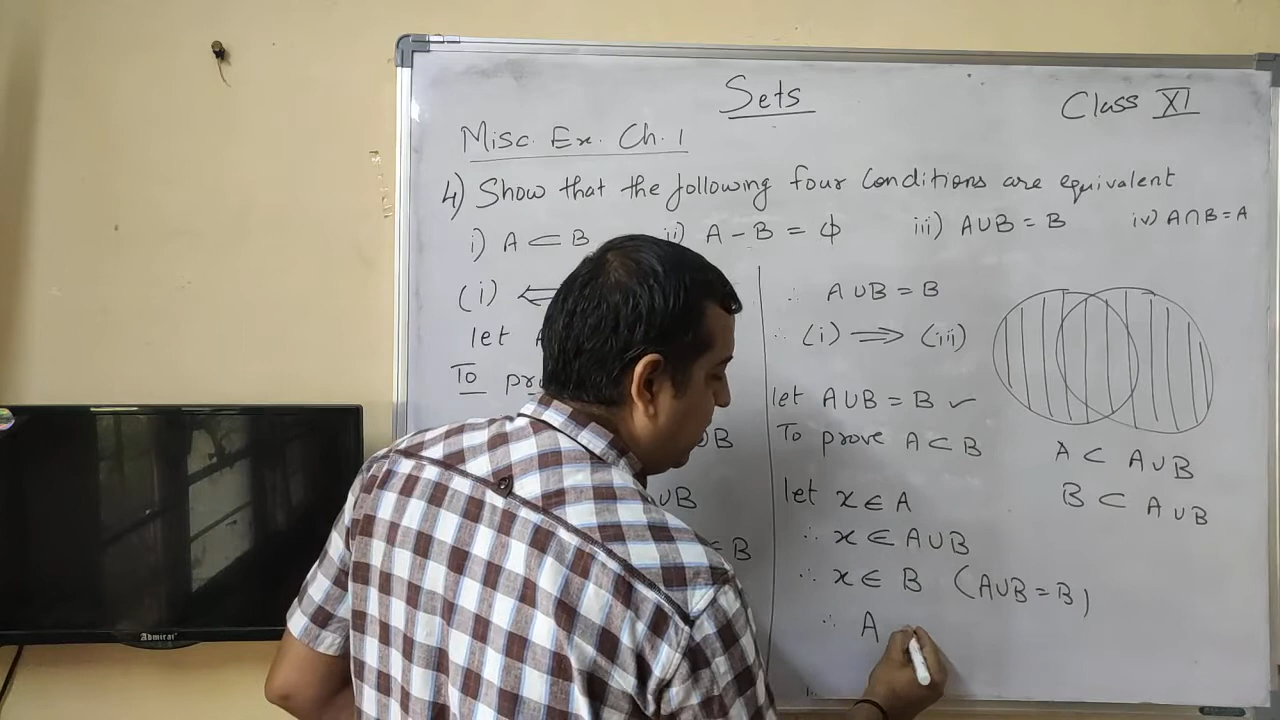 Sets
Class XI
Misc. Ex. Ch. 1
4) Show that the following four conditions are equivalent
i) A ⊂ B ii) A - B = ϕ iii) A∪B = B iv) A∩B = A
(i) ⟸
let
To
∪B
∪B
B
∴ A∪B = B
∴ (i) ⟹ (iii)
let A∪B = B ✓
To prove A⊂B
let x∈A
∴ x∈A∪B
∴ x∈B (A∪B=B)
∴ A
A ⊂ A∪B
B ⊂ A∪B
Admiral